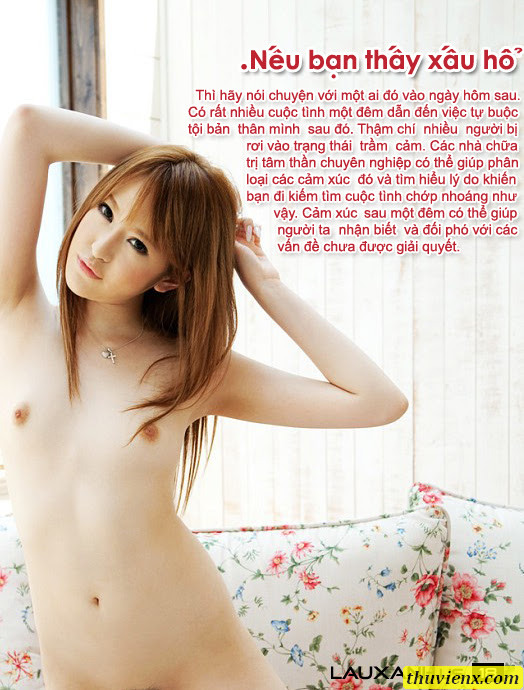 .Nếu bạn thấy xấu hổ
Thì hãy nói chuyện với một ai đó vào ngày hôm sau.
Có rất nhiều cuộc tình một đêm dẫn đến việc tự buộc
tội bản thân mình sau đó. Thậm chí nhiều người bị
rơi vào trạng thái trầm cảm. Các nhà chữa
trị tâm thần chuyên nghiệp có thể giúp phân
loại các cảm xúc đó và tìm hiểu lý do khiến
bạn đi kiếm tìm cuộc tình chớp nhoáng như
vậy. Cảm xúc sau một đêm có thể giúp
người ta nhận biết và đối phó với các
vấn đề chưa được giải quyết.
thuvienx.com